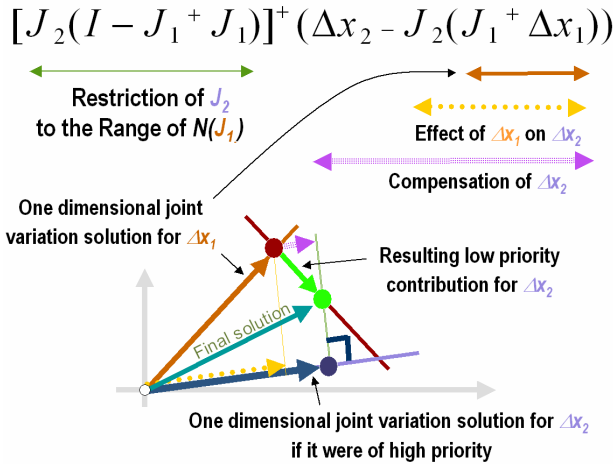 [J₂(I − J₁⁺ J₁)]⁺ (Δx₂ − J₂(J₁⁺ Δx₁))
Restriction of J₂
to the Range of N(J₁)
Effect of Δx₁ on Δx₂
Compensation of Δx₂
One dimensional joint
variation solution for Δx₁
Resulting low priority
contribution for Δx₂
Final solution
One dimensional joint variation solution for Δx₂
if it were of high priority